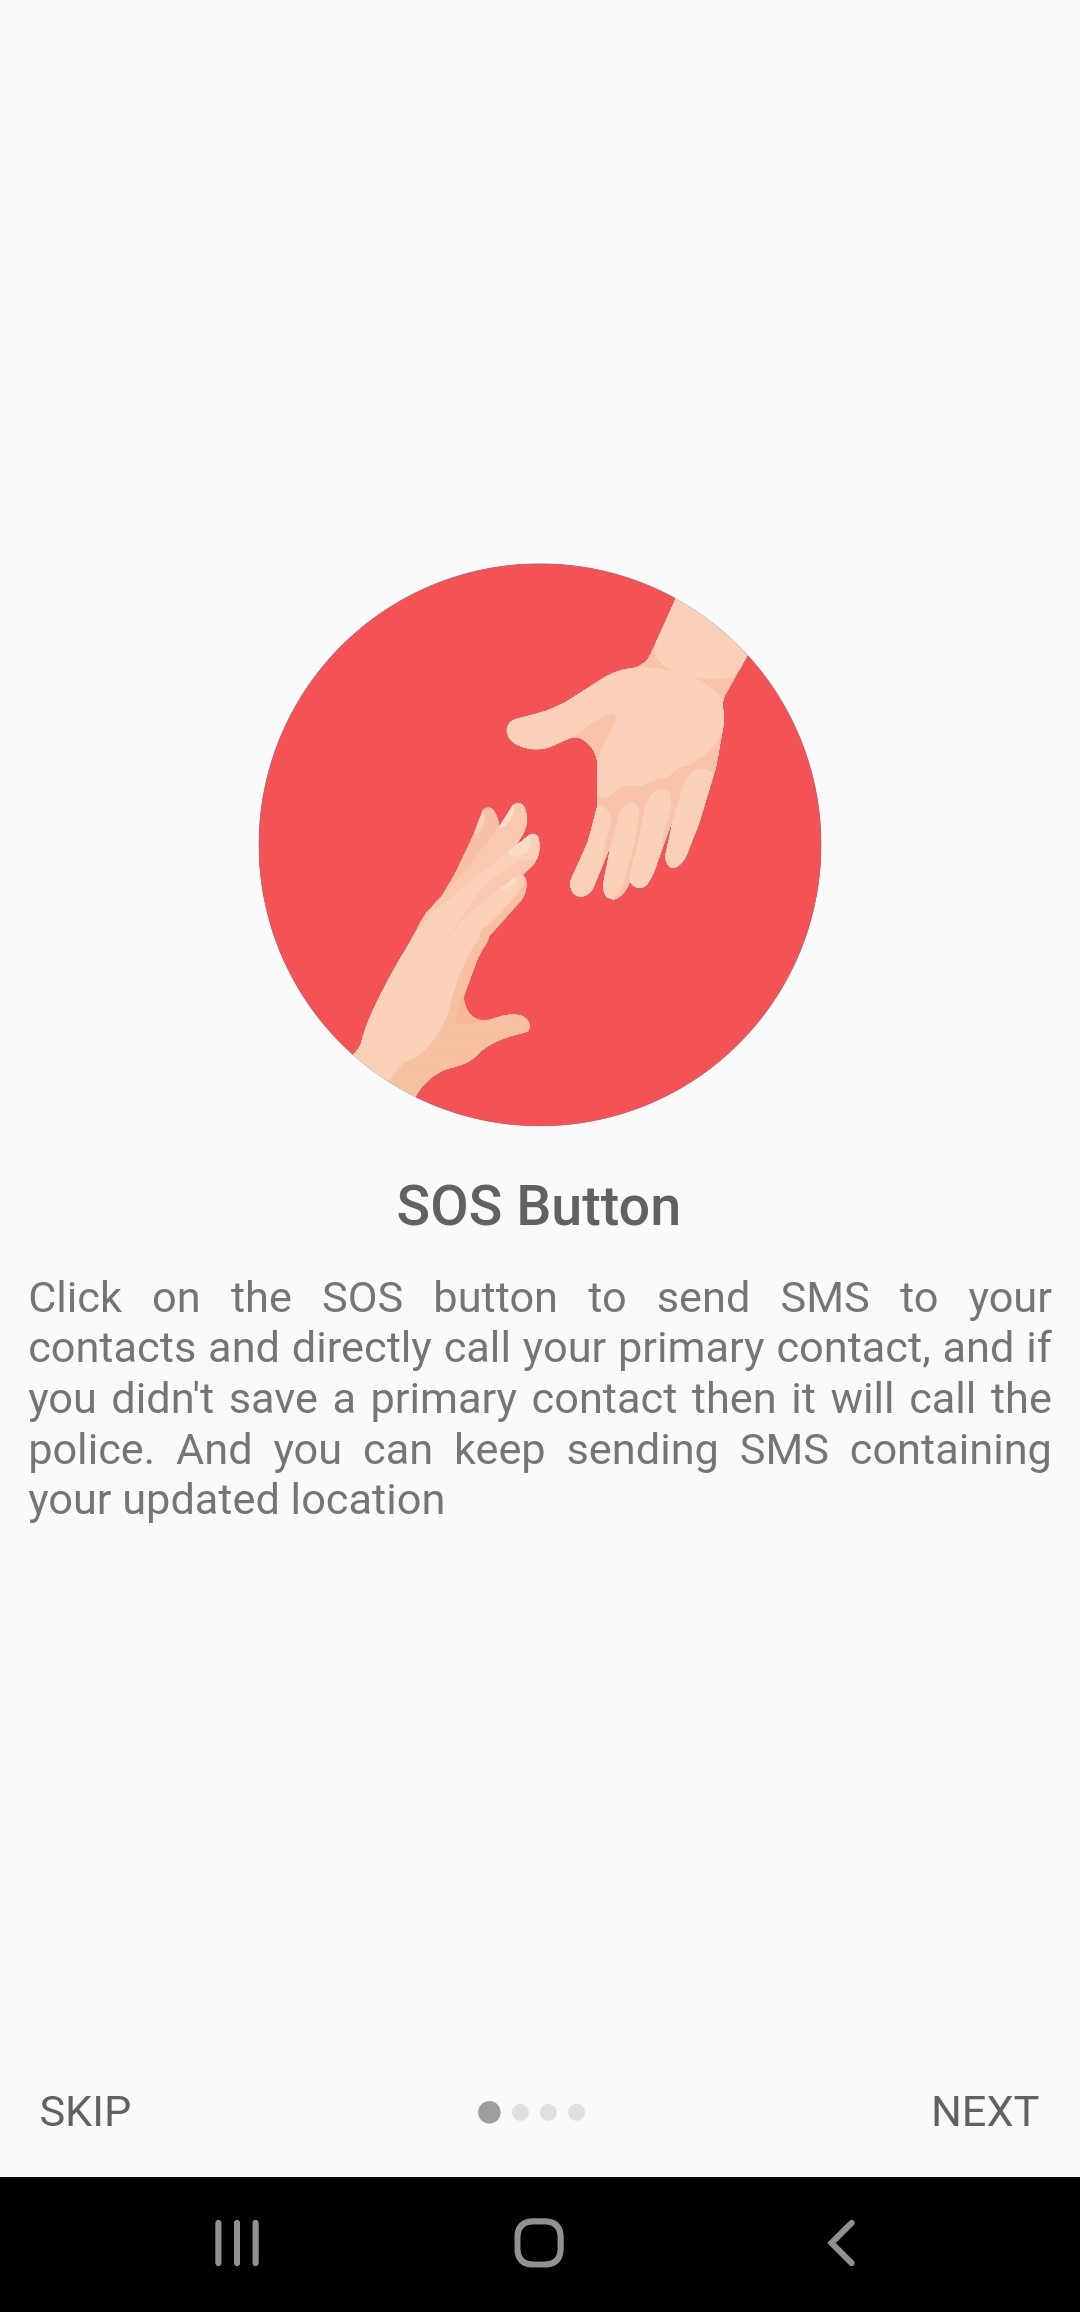 SOS Button
Click on the SOS button to send SMS to your
contacts and directly call your primary contact, and if
you didn't save a primary contact then it will call the
police. And you can keep sending SMS containing
your updated location
SKIP
NEXT